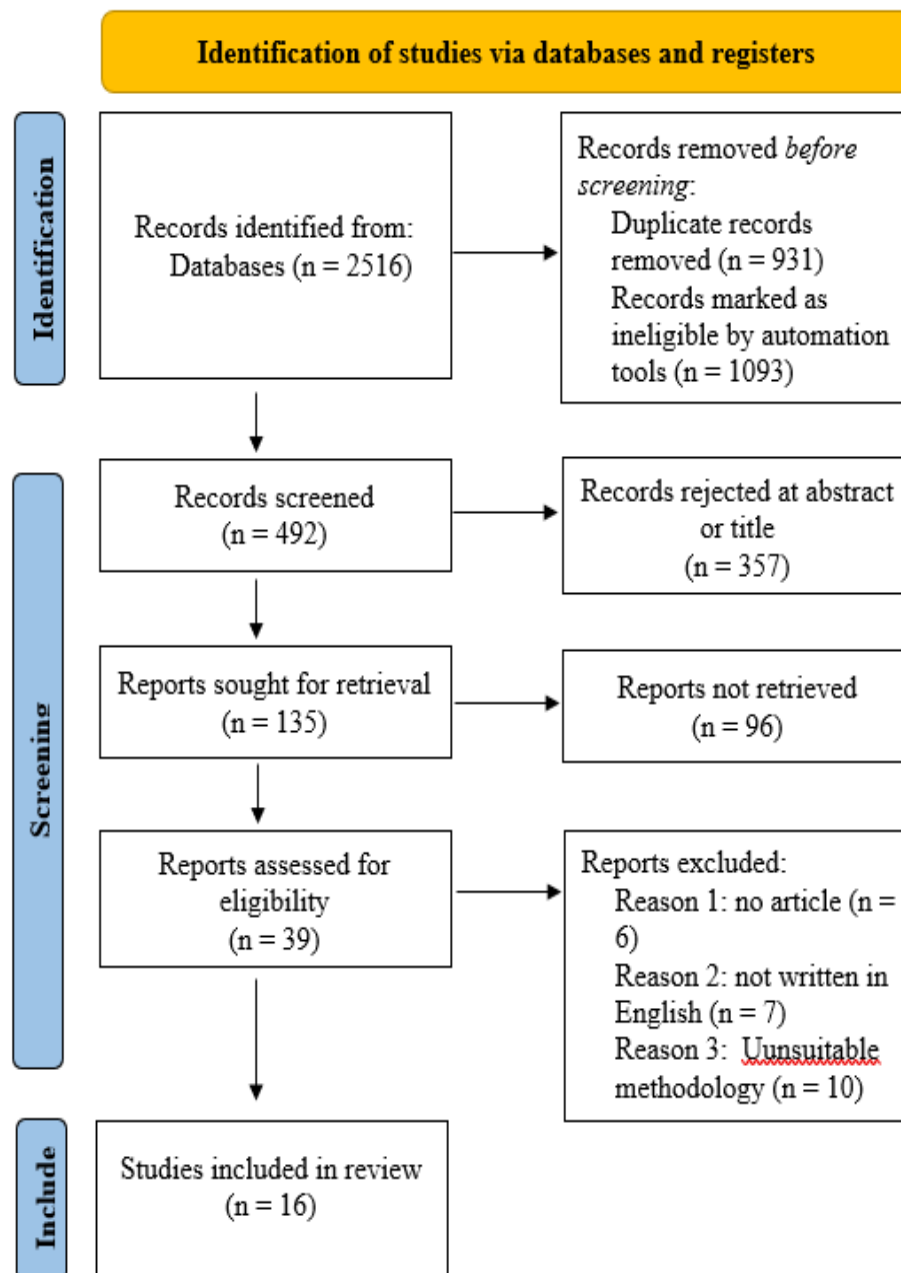 Identification of studies via databases and registers
Identification
Records identified from:
Databases (n = 2516)
Records removed before
screening:
Duplicate records
removed (n = 931)
Records marked as
ineligible by automation
tools (n = 1093)
Screening
Records screened
(n = 492)
Records rejected at abstract
or title
(n = 357)
Reports sought for retrieval
(n = 135)
Reports not retrieved
(n = 96)
Reports assessed for
eligibility
(n = 39)
Reports excluded:
Reason 1: no article (n =
6)
Reason 2: not written in
English (n = 7)
Reason 3:  Uunsuitable
methodology (n = 10)
Include
Studies included in review
(n = 16)